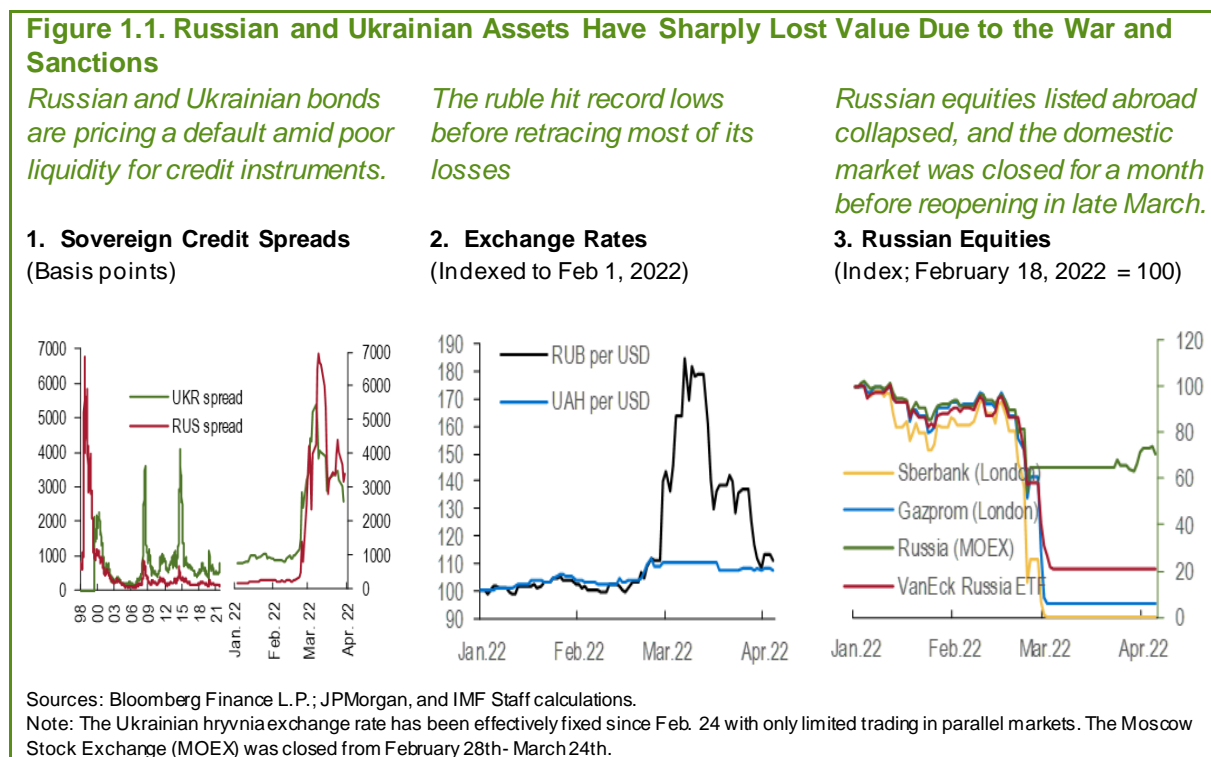 Figure 1.1. Russian and Ukrainian Assets Have Sharply Lost Value Due to the War and
Sanctions
Russian and Ukrainian bonds
are pricing a default amid poor
liquidity for credit instruments.
The ruble hit record lows
before retracing most of its
losses
Russian equities listed abroad
collapsed, and the domestic
market was closed for a month
before reopening in late March.
1. Sovereign Credit Spreads
(Basis points)
7000
6000
5000
4000
3000
2000
1000
0
UKR spread
RUS spread
98
00
03
06
09
12
15
18
21
7000
6000
5000
4000
3000
2000
1000
0
Jan. 22
Feb. 22
Mar. 22
Apr. 22
2. Exchange Rates
(Indexed to Feb 1, 2022)
190
180
170
160
150
140
130
120
110
100
90
RUB per USD
UAH per USD
Jan.22
Feb.22
Mar.22
Apr.22
3. Russian Equities
(Index; February 18, 2022 = 100)
120
100
80
60
40
20
0
Sberbank (London)
Gazprom (London)
Russia (MOEX)
VanEck Russia ETF
Jan.22
Feb.22
Mar.22
Apr.22
Sources: Bloomberg Finance L.P.; JPMorgan, and IMF Staff calculations.
Note: The Ukrainian hryvnia exchange rate has been effectively fixed since Feb. 24 with only limited trading in parallel markets. The Moscow
Stock Exchange (MOEX) was closed from February 28th- March 24th.